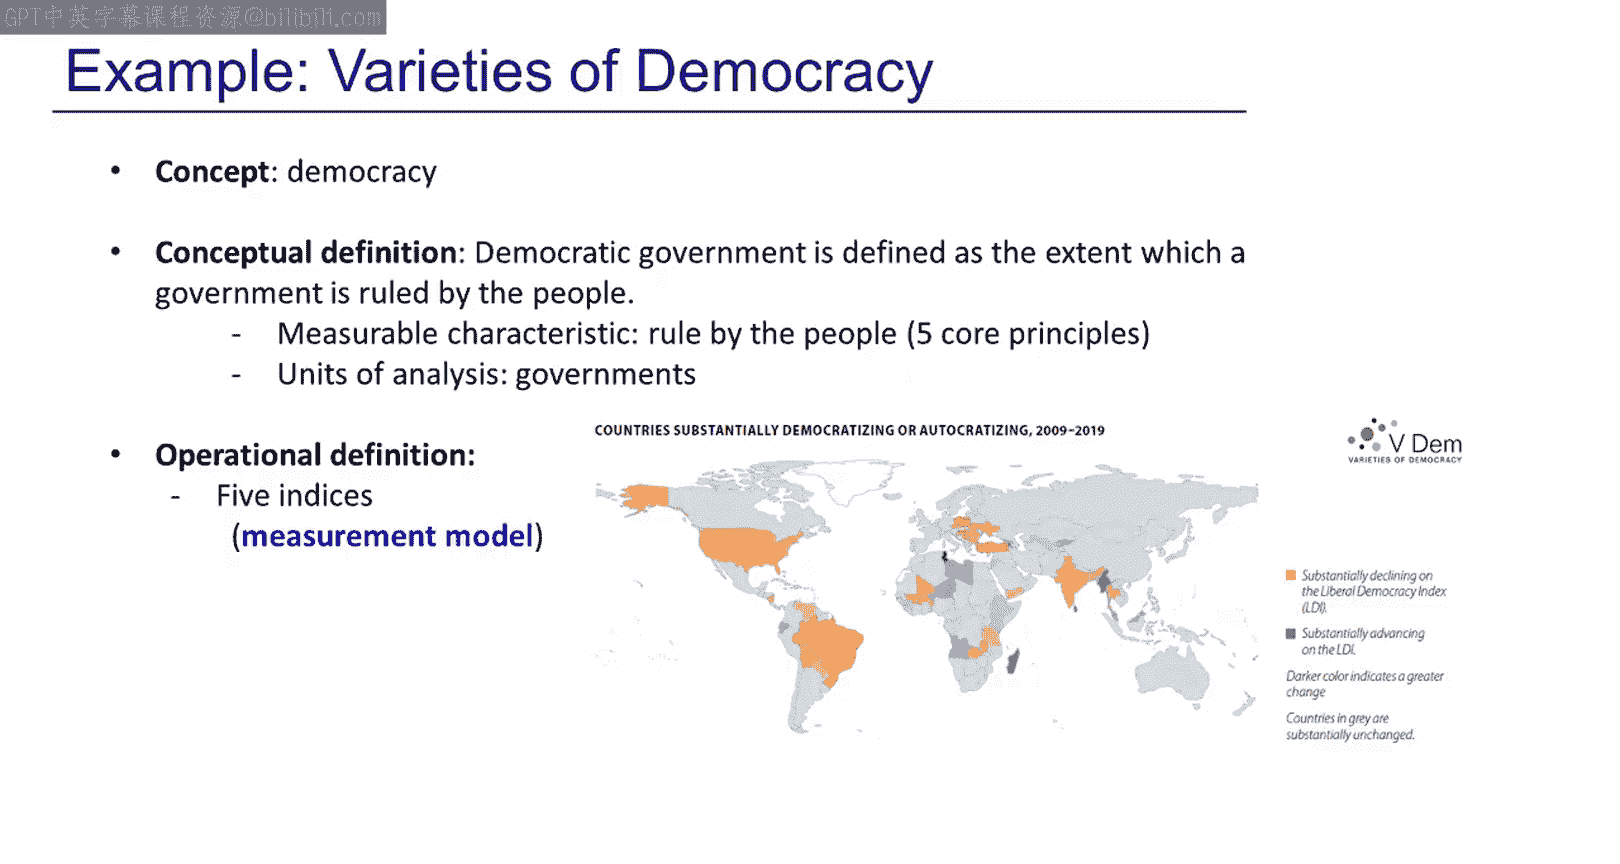 GPT中英字幕课程资源@bilibili.com
Example: Varieties of Democracy
• Concept: democracy
• Conceptual definition: Democratic government is defined as the extent which a
government is ruled by the people.
- Measurable characteristic: rule by the people (5 core principles)
- Units of analysis: governments
• Operational definition:
- Five indices
(measurement model)
COUNTRIES SUBSTANTIALLY DEMOCRATIZING OR AUTOCRATIZING, 2009–2019
V Dem
VARIETIES OF DEMOCRACY
Substantially declining on
the Liberal Democracy Index
(LDI).
Substantially advancing
on the LDI.
Darker color indicates a greater
change
Countries in grey are
substantially unchanged.